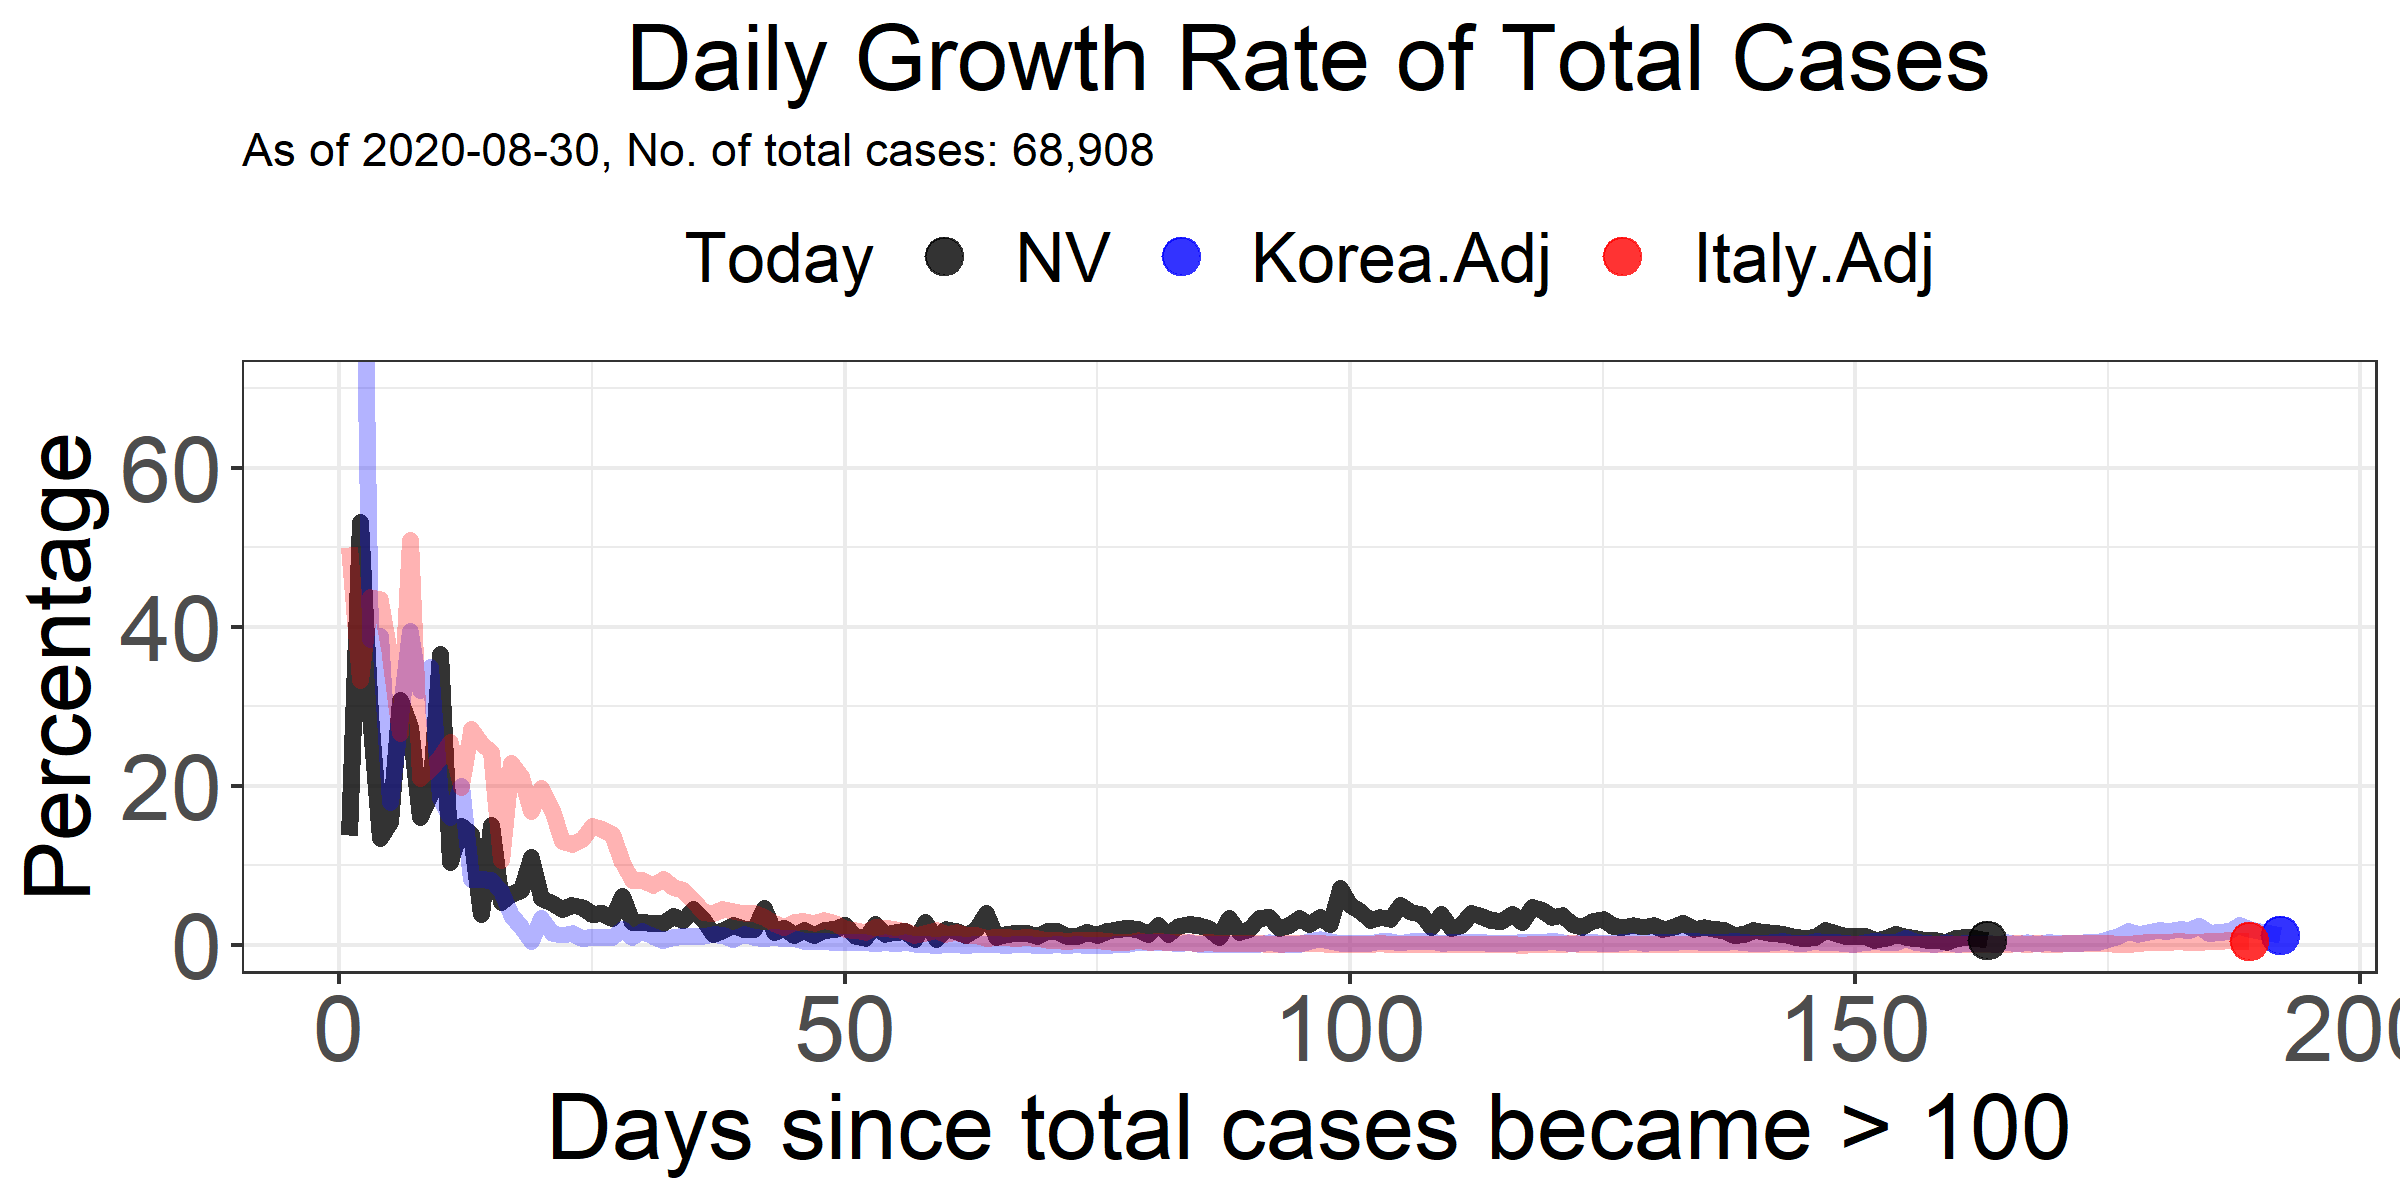 Daily Growth Rate of Total Cases
As of 2020-08-30, No. of total cases: 68,908
Today NV Korea.Adj Italy.Adj
Percentage
60
40
20
0
0 50 100 150 200
Days since total cases became > 100